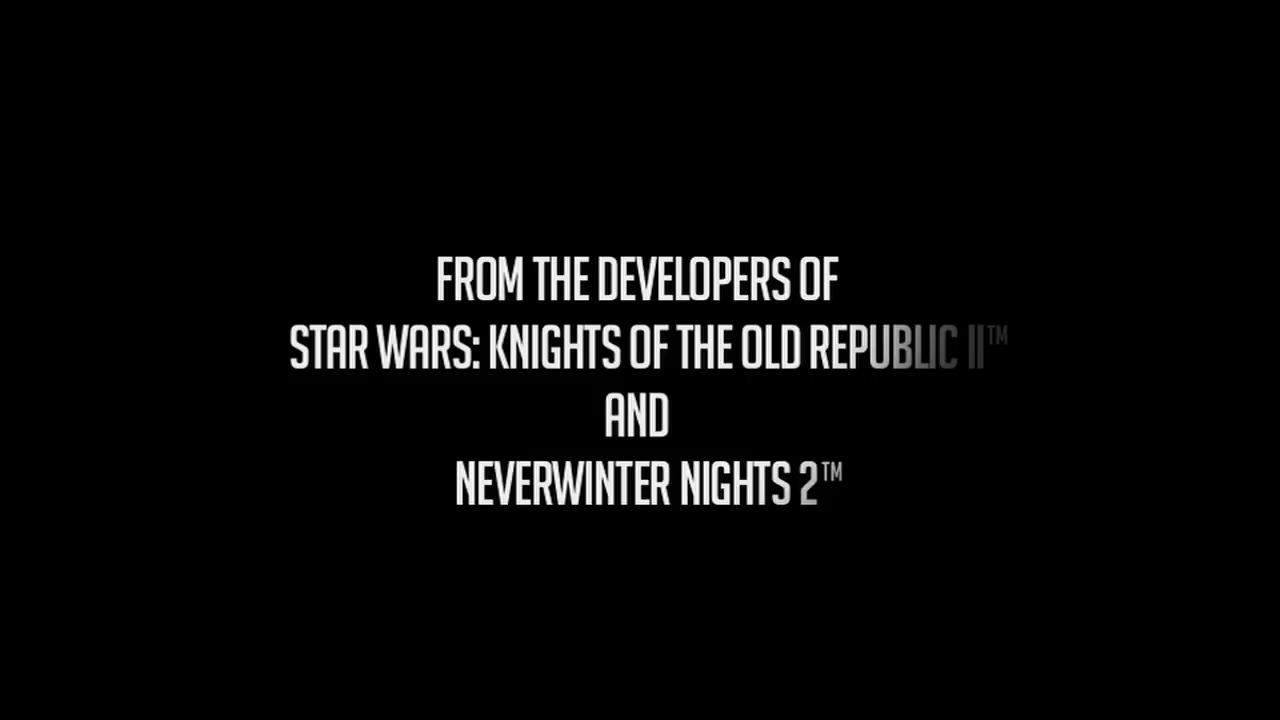 FROM THE DEVELOPERS OF
STAR WARS: KNIGHTS OF THE OLD REPUBLIC II™
AND
NEVERWINTER NIGHTS 2™